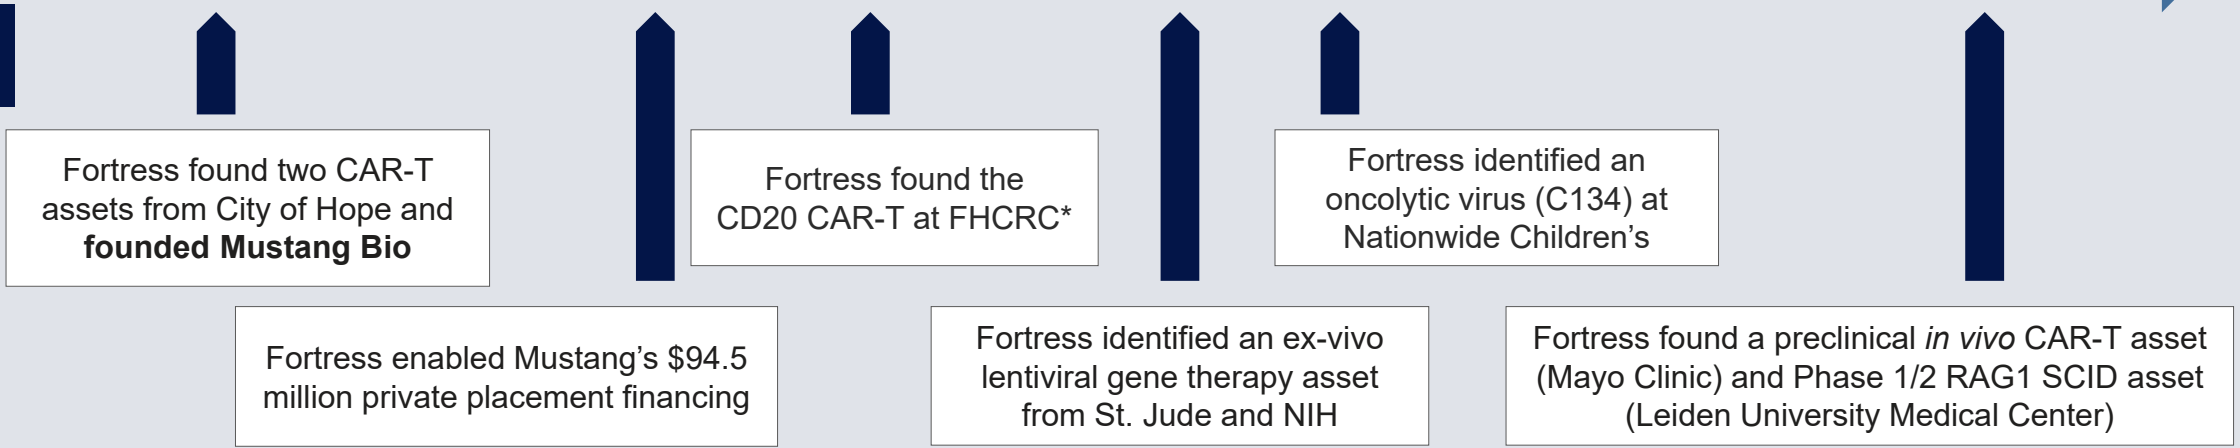 Fortress found two CAR-T
assets from City of Hope and
founded Mustang Bio
Fortress enabled Mustang’s $94.5
million private placement financing
Fortress found the
CD20 CAR-T at FHCRC*
Fortress identified an ex-vivo
lentiviral gene therapy asset
from St. Jude and NIH
Fortress identified an
oncolytic virus (C134) at
Nationwide Children’s
Fortress found a preclinical in vivo CAR-T asset
(Mayo Clinic) and Phase 1/2 RAG1 SCID asset
(Leiden University Medical Center)